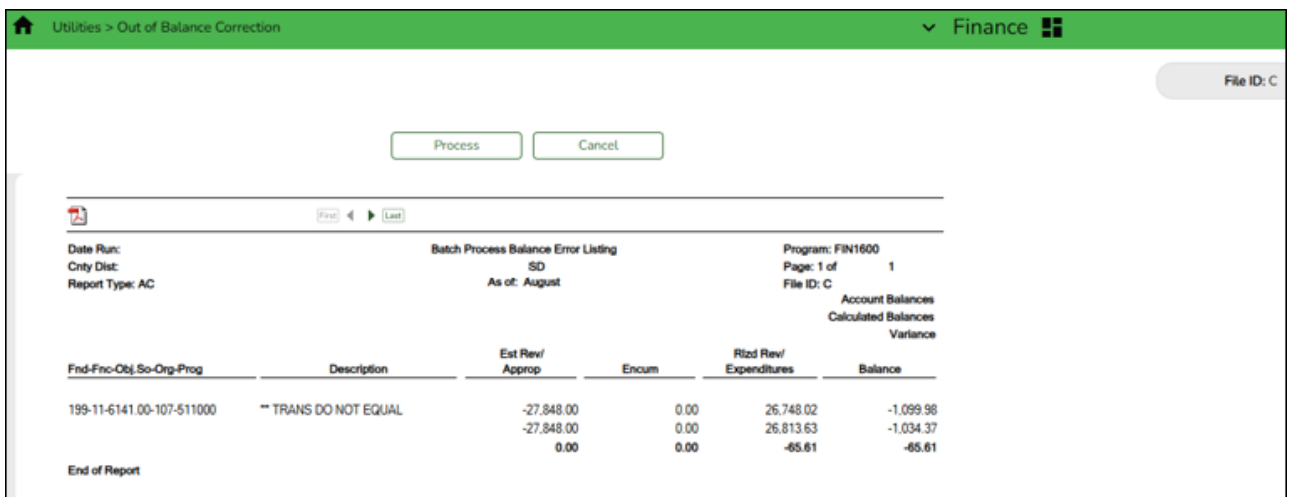 Utilities > Out of Balance Correction
Finance
File ID: C
Process
Cancel
First
Last
Date Run:
Batch Process Balance Error Listing
Program: FIN1600
Cnty Dist:
SD
Page: 1 of 1
Report Type: AC
As of: August
File ID: C
Account Balances
Calculated Balances
Variance
Est Rev/
Rlzd Rev/
Fnd-Fnc-Obj.So-Org-Prog Description Approp Encum Expenditures Balance
199-11-6141.00-107-511000 ** TRANS DO NOT EQUAL -27,848.00 0.00 26,748.02 -1,099.98
-27,848.00 0.00 26,813.63 -1,034.37
0.00 0.00 -65.61 -65.61
End of Report